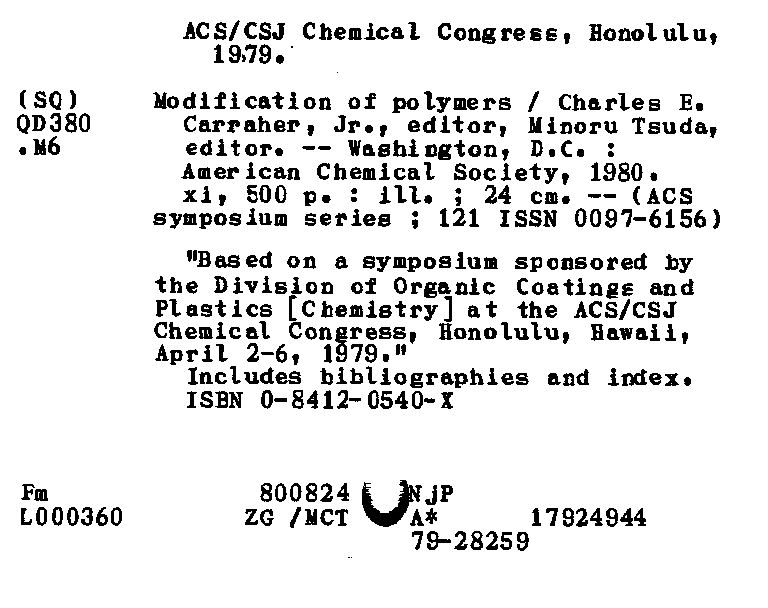 ACS/CSJ Chemical Congress, Honolulu,
1979.
(SQ) Modification of polymers / Charles E.
QD380 Carraher, Jr., editor, Minoru Tsuda,
.M6 editor. -- Washington, D.C. :
American Chemical Society, 1980.
xi, 500 p. : ill. ; 24 cm. -- (ACS
symposium series ; 121 ISSN 0097-6156)
"Based on a symposium sponsored by
the Division of Organic Coatings and
Plastics [Chemistry] at the ACS/CSJ
Chemical Congress, Honolulu, Hawaii,
April 2-6, 1979."
Includes bibliographies and index.
ISBN 0-8412-0540-X
Fm 800824 NjP
L000360 ZG /MCT A* 17924944
79-28259